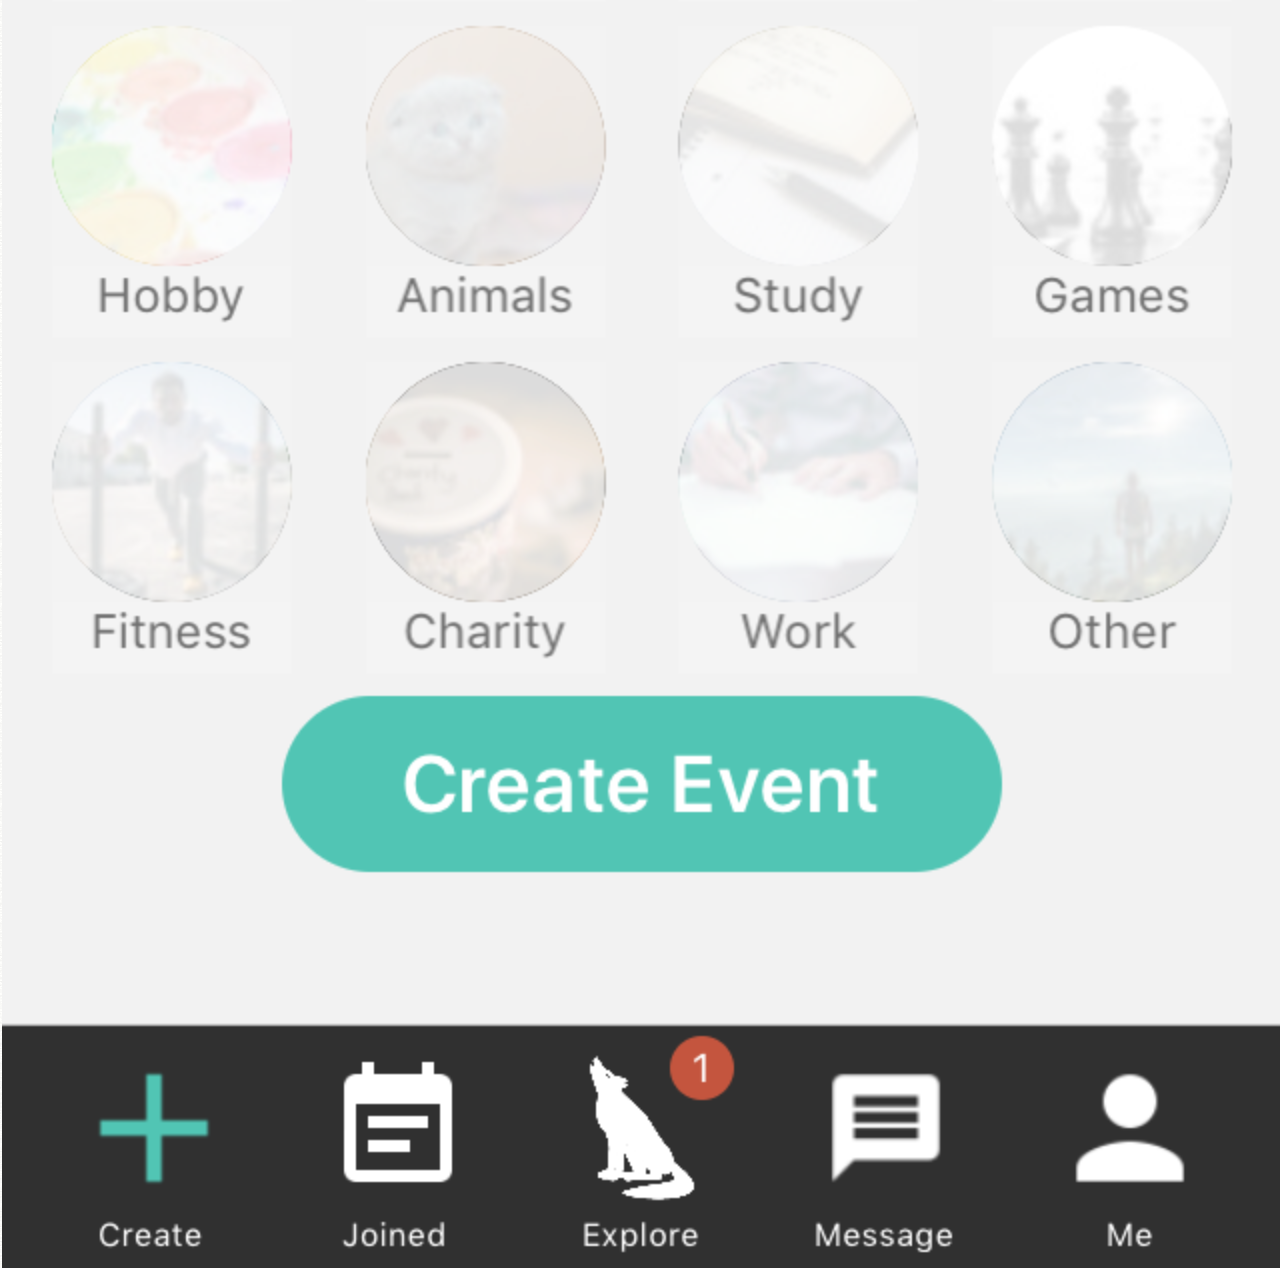 Hobby Animals Study Games
Fitness Charity Work Other
Create Event
1
Create Joined Explore Message Me